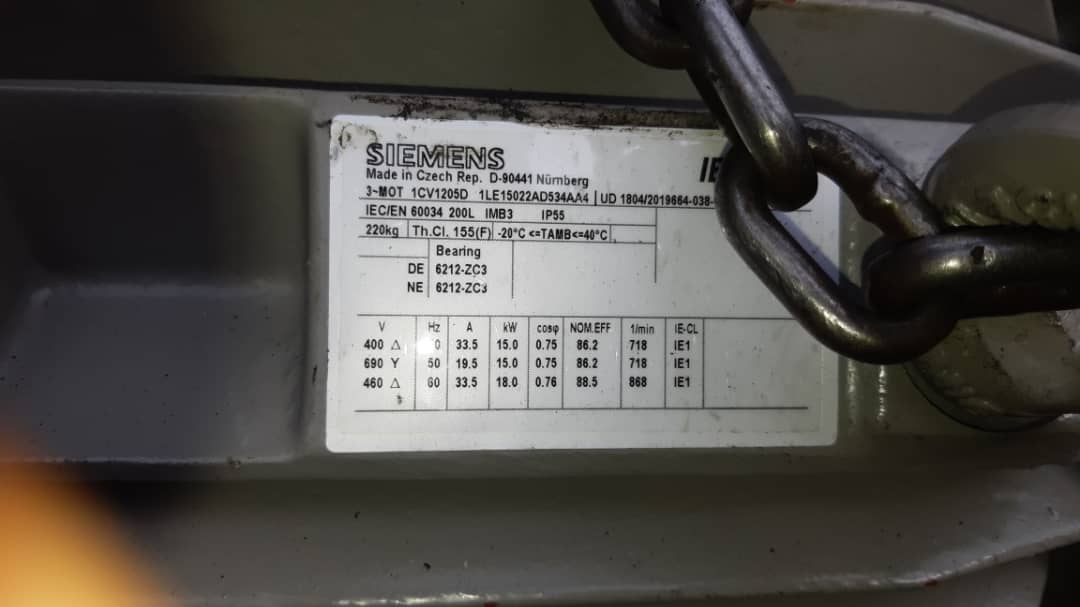 SIEMENS
IE
Made in Czech Rep. D-90441 Nürnberg
3~MOT 1CV1205D 1LE15022AD534AA4 UD 1804/2019664-038-
IEC/EN 60034 200L IMB3 IP55
220kg Th.Cl. 155(F) -20°C <=TAMB<=40°C
Bearing
DE 6212-ZC3
NE 6212-ZC3
V Hz A kW cosφ NOM.EFF 1/min IE-CL
400 Δ 0 33.5 15.0 0.75 86.2 718 IE1
690 Y 50 19.5 15.0 0.75 86.2 718 IE1
460 Δ 60 33.5 18.0 0.76 88.5 868 IE1